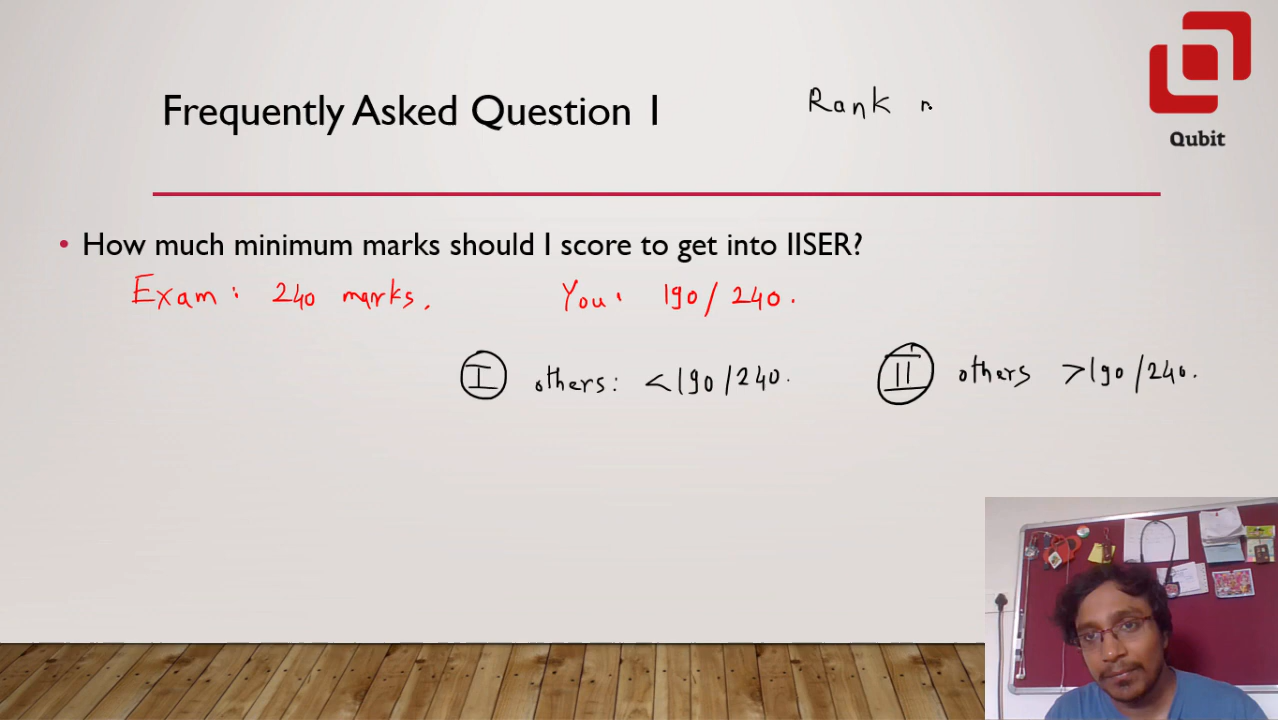 Frequently Asked Question 1
Rank
Qubit
• How much minimum marks should I score to get into IISER?
Exam: 240 marks. You: 190/240.
I others: <190/240. II others >190/240.